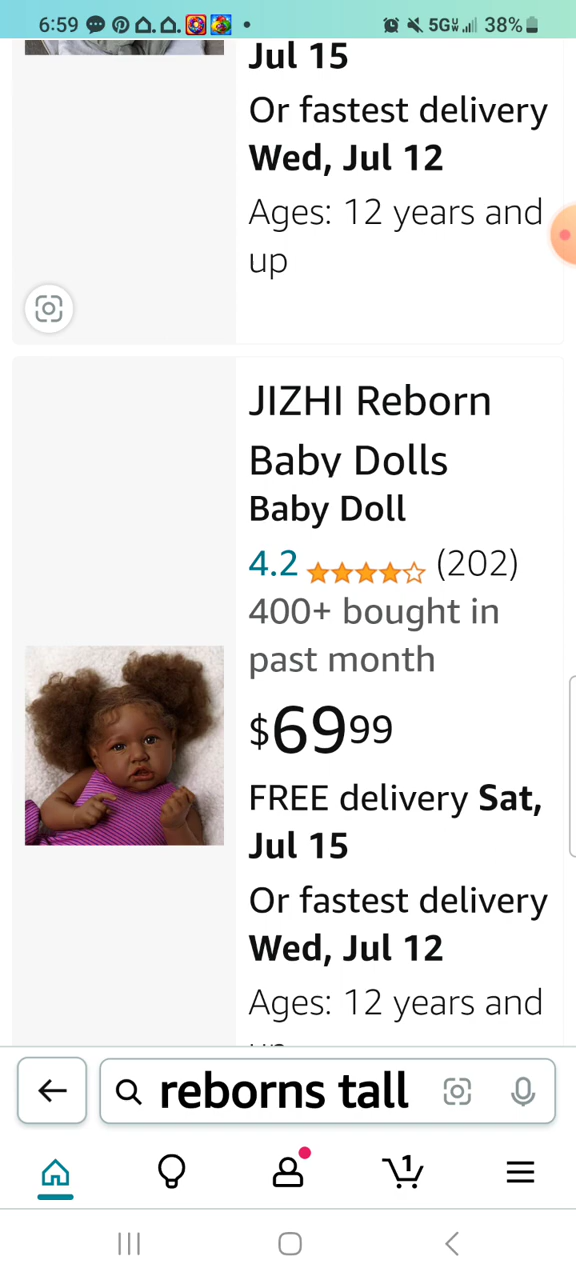 6:59 5G 38%
Jul 15
Or fastest delivery
Wed, Jul 12
Ages: 12 years and
up
JIZHI Reborn
Baby Dolls
Baby Doll
4.2 (202)
400+ bought in
past month
$69.99
FREE delivery Sat,
Jul 15
Or fastest delivery
Wed, Jul 12
Ages: 12 years and
reborns tall
1